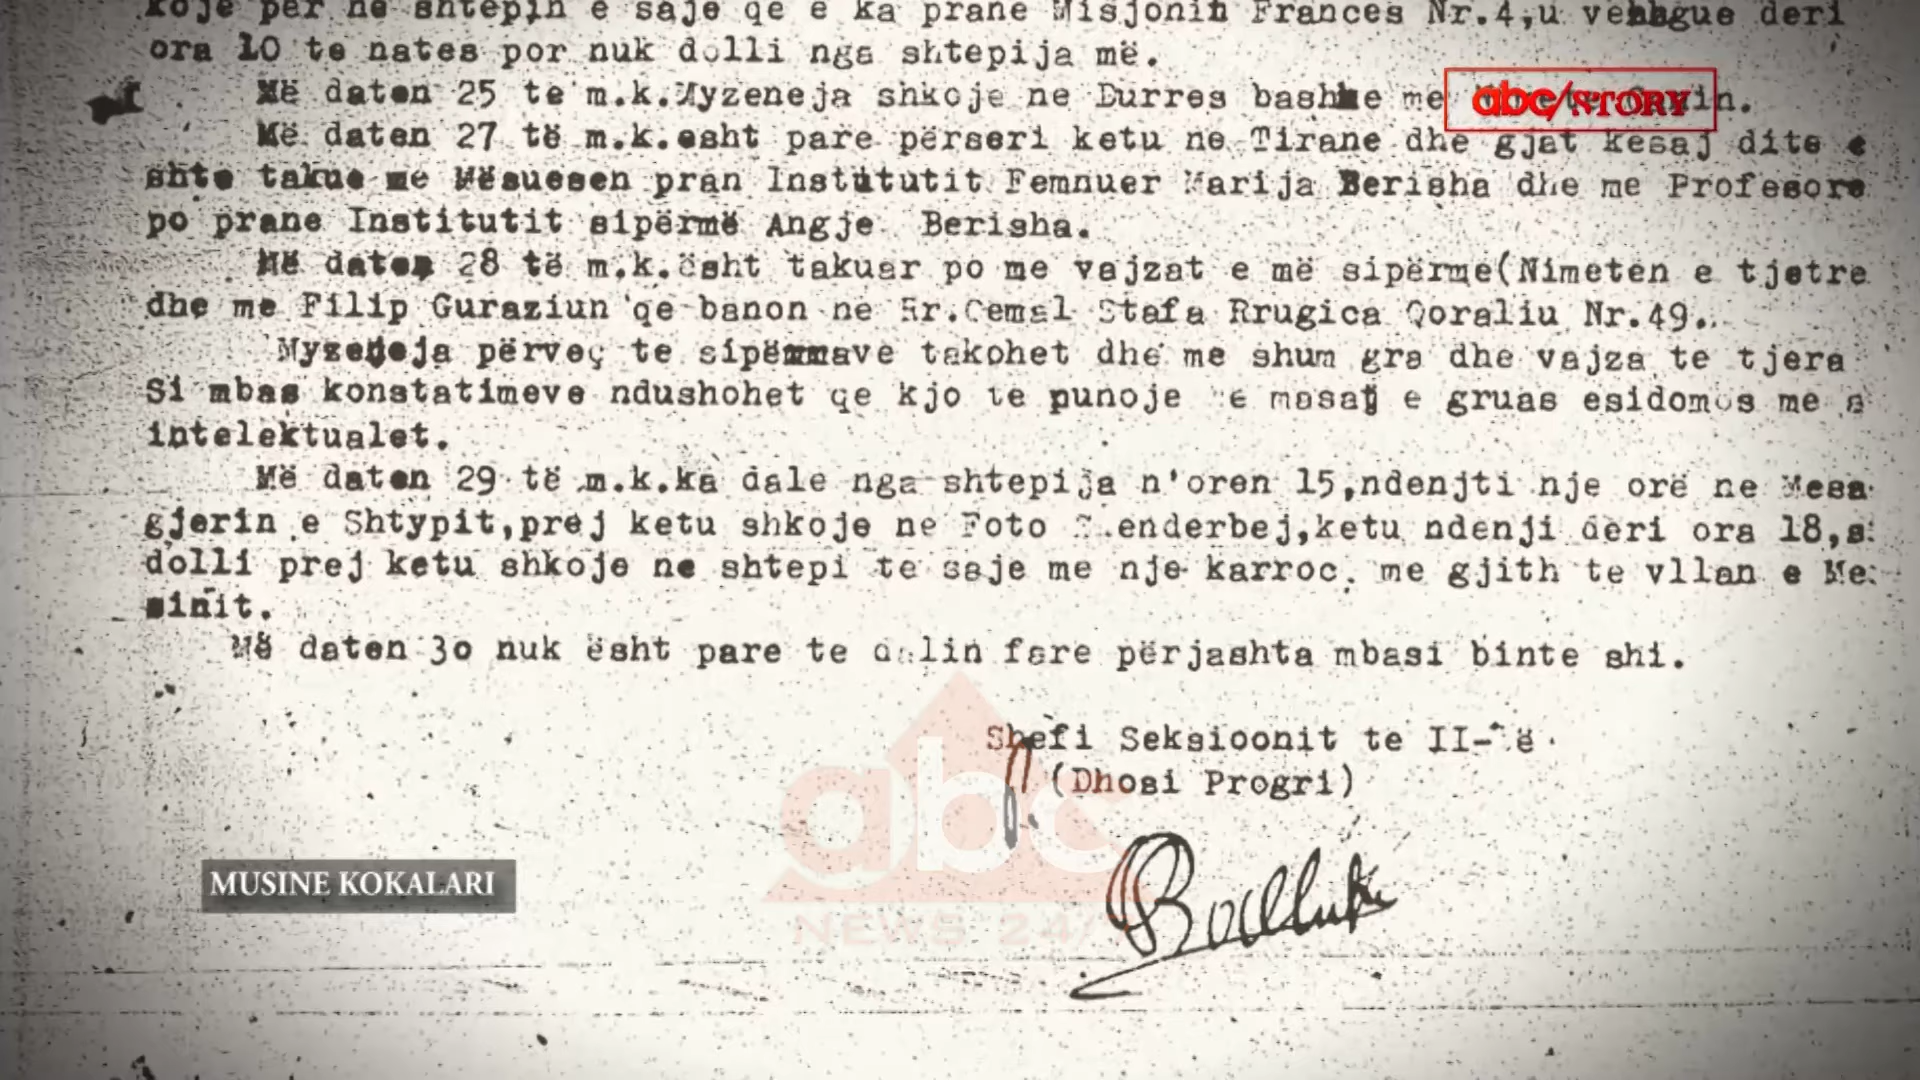 koje per ne shtepin e saje qe e ka prane Misjonin Frances Nr.4,u deri
ora 10 te nates por nuk dolli nga shtepija më.
Më daten 25 te m.k.Myzeneja shkoje ne Durres bashke me
abc/STORY
Më daten 27 të m.k.esht pare përseri ketu ne Tirane dhe gjat kesaj dite e
shte takue me Mësuesen pran Institutit Femnuer Marija Berisha dhe me Profesore
po prane Institutit sipërmë Angje Berisha.
Më daten 28 të m.k.ësht takuar po me vajzat e më sipërme(Nimeten e tjetre
dhe me Filip Guraziun qe banon ne Rr.Cemal Stafa Rrugica Qoraliu Nr.49.
Myzeneja përveç te takohet dhe me shum gra dhe vajza te tjera
Si mbas konstatimeve ndushohet qe kjo te punoje e gruas esidomos me
intelektualet.
Më daten 29 të m.k.ka dale nga shtepija n'oren 15,ndenjti nje orë ne Mesa
gjerin e Shtypit,prej ketu shkoje ne Foto ketu ndenji deri ora 18,
dolli prej ketu shkoje ne shtepi te saje me nje me gjith te vllan e Me
sinit.
Më daten 3o nuk ësht pare te dalin fare përjashta mbasi binte shi.
Shefi Seksioonit te II-të
(Dhosi Progri)
abc
NEWS 24/
MUSINE KOKALARI